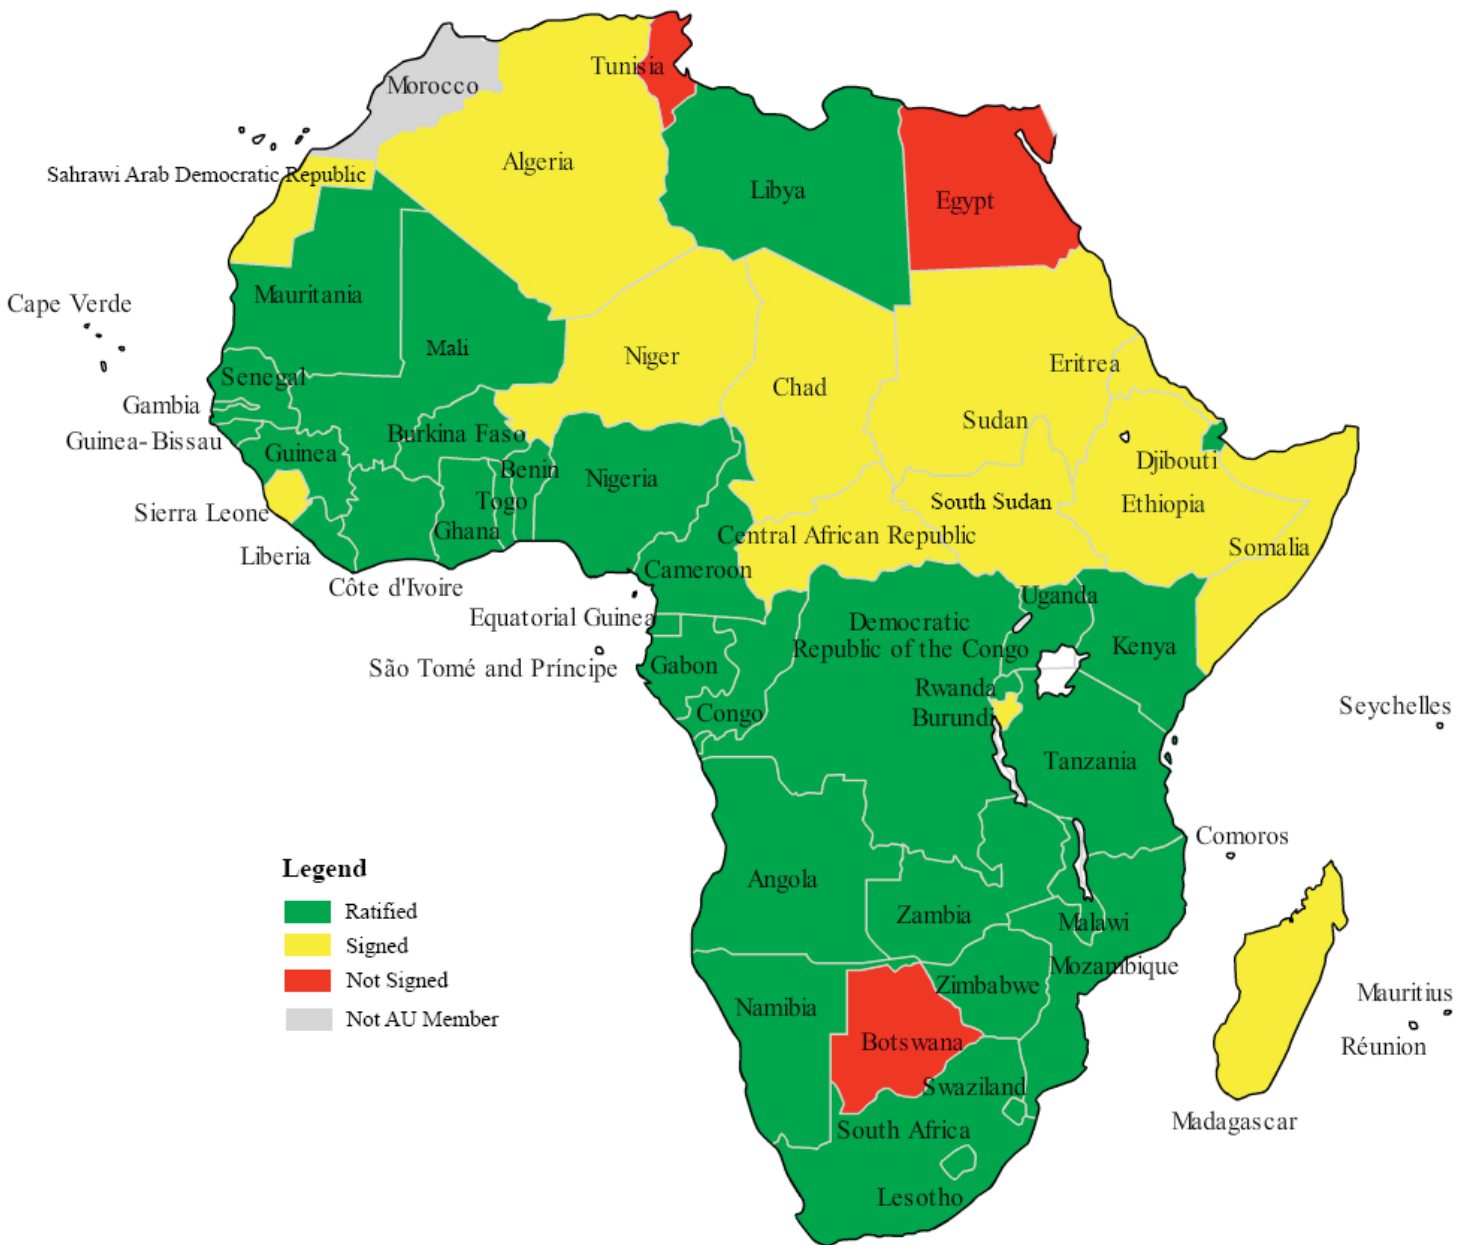 Tunisia
Morocco
Algeria
Sahrawi Arab Democratic Republic
Libya
Egypt
Mauritania
Cape Verde
Mali
Niger
Eritrea
Senegal
Chad
Gambia
Sudan
Burkina Faso
Guinea-Bissau
Guinea
Djibouti
Benin
Nigeria
Togo
South Sudan
Ethiopia
Sierra Leone
Ghana
Central African Republic
Somalia
Liberia
Cameroon
Côte d'Ivoire
Uganda
Equatorial Guinea
Democratic
Republic of the Congo
Kenya
São Tomé and Príncipe
Gabon
Rwanda
Seychelles
Congo
Burundi
Tanzania
Comoros
Legend
Angola
Ratified
Zambia
Malawi
Signed
Mozambique
Not Signed
Zimbabwe
Mauritius
Namibia
Not AU Member
Botswana
Réunion
Swaziland
Madagascar
South Africa
Lesotho